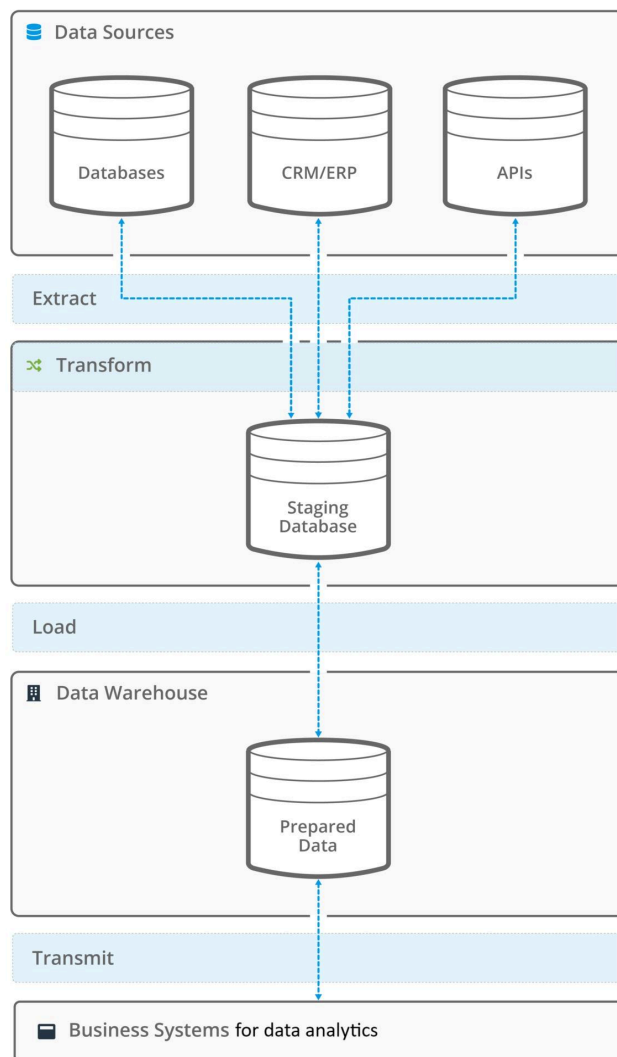 Data Sources
Databases
CRM/ERP
APIs
Extract
Transform
Staging
Database
Load
Data Warehouse
Prepared
Data
Transmit
Business Systems for data analytics